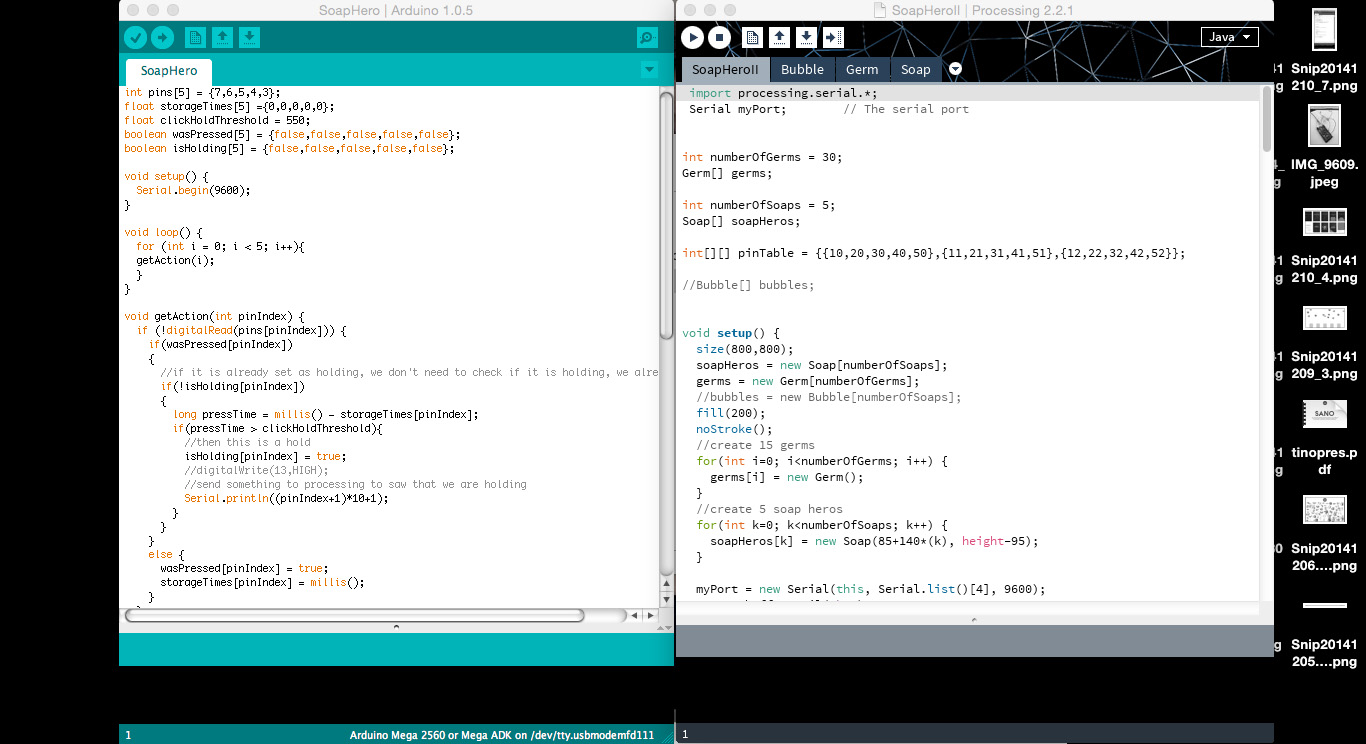 SoapHero | Arduino 1.0.5
SoapHero
int pins[5] = {7,6,5,4,3};
float storageTimes[5] ={0,0,0,0,0};
float clickHoldThreshold = 550;
boolean wasPressed[5] = {false,false,false,false,false};
boolean isHolding[5] = {false,false,false,false,false};
void setup() {
Serial.begin(9600);
}
void loop() {
for (int i = 0; i < 5; i++){
getAction(i);
}
}
void getAction(int pinIndex) {
if (!digitalRead(pins[pinIndex])) {
if(wasPressed[pinIndex])
{
//if it is already set as holding, we don't need to check if it is holding, we alre
if(!isHolding[pinIndex])
{
long pressTime = millis() - storageTimes[pinIndex];
if(pressTime > clickHoldThreshold){
//then this is a hold
isHolding[pinIndex] = true;
//digitalWrite(13,HIGH);
//send something to processing to saw that we are holding
Serial.println((pinIndex+1)*10+1);
}
}
}
else {
wasPressed[pinIndex] = true;
storageTimes[pinIndex] = millis();
}
1
Arduino Mega 2560 or Mega ADK on /dev/tty.usbmodemfd111
SoapHeroII | Processing 2.2.1
Java
SoapHeroII Bubble Germ Soap
import processing.serial.*;
Serial myPort; // The serial port
int numberOfGerms = 30;
Germ[] germs;
int numberOfSoaps = 5;
Soap[] soapHeros;
int[][] pinTable = {{10,20,30,40,50},{11,21,31,41,51},{12,22,32,42,52}};
//Bubble[] bubbles;
void setup() {
size(800,800);
soapHeros = new Soap[numberOfSoaps];
germs = new Germ[numberOfGerms];
//bubbles = new Bubble[numberOfSoaps];
fill(200);
noStroke();
//create 15 germs
for(int i=0; i<numberOfGerms; i++) {
germs[i] = new Germ();
}
//create 5 soap heros
for(int k=0; k<numberOfSoaps; k++) {
soapHeros[k] = new Soap(85+140*(k), height-95);
}
myPort = new Serial(this, Serial.list()[4], 9600);
1
Snip20141
210_7.png
IMG_9609.
jpeg
Snip20141
210_4.png
Snip20141
209_3.png
SANO
tinopres.p
df
Snip20141
206....png
Snip20141
205....png